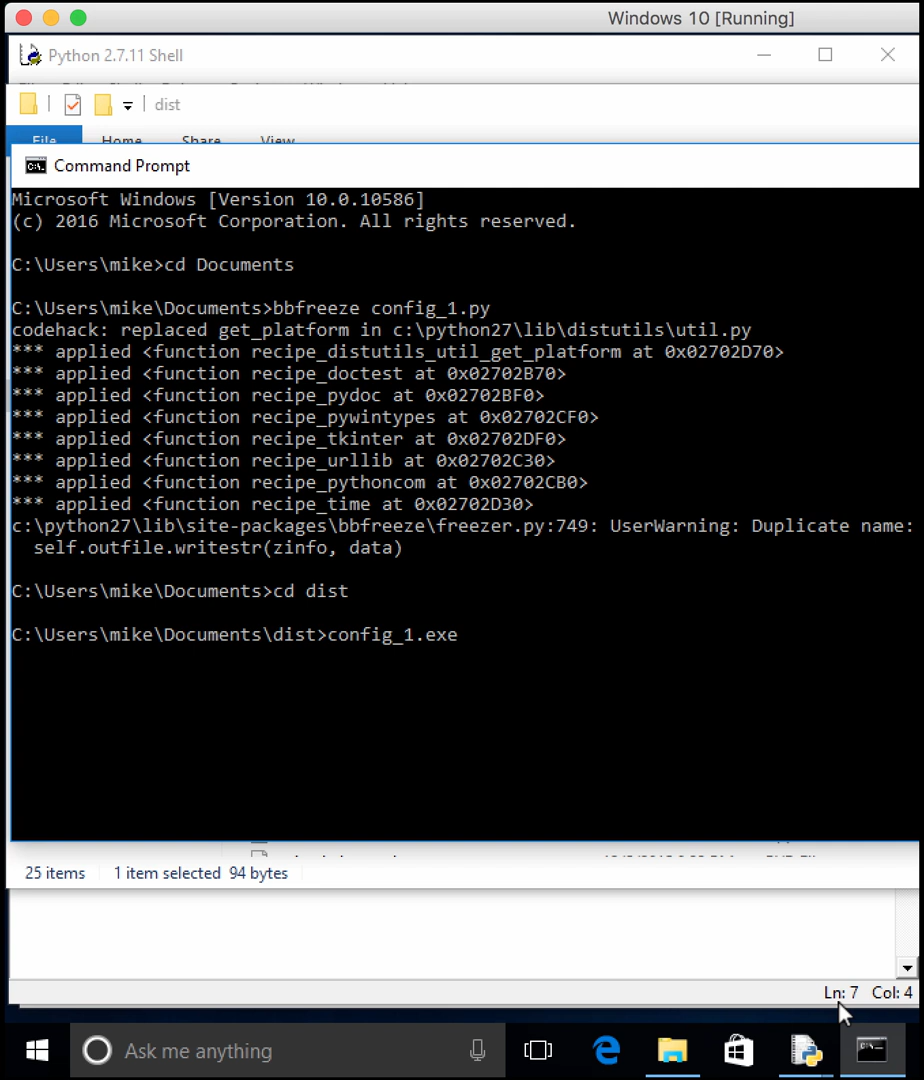 Windows 10 [Running]
Python 2.7.11 Shell
dist
File Home Share View
Command Prompt
Microsoft Windows [Version 10.0.10586]
(c) 2016 Microsoft Corporation. All rights reserved.
C:\Users\mike>cd Documents
C:\Users\mike\Documents>bbfreeze config_1.py
codehack: replaced get_platform in c:\python27\lib\distutils\util.py
*** applied <function recipe_distutils_util_get_platform at 0x02702D70>
*** applied <function recipe_doctest at 0x02702B70>
*** applied <function recipe_pydoc at 0x02702BF0>
*** applied <function recipe_pywintypes at 0x02702CF0>
*** applied <function recipe_tkinter at 0x02702DF0>
*** applied <function recipe_urllib at 0x02702C30>
*** applied <function recipe_pythoncom at 0x02702CB0>
*** applied <function recipe_time at 0x02702D30>
c:\python27\lib\site-packages\bbfreeze\freezer.py:749: UserWarning: Duplicate name:
self.outfile.writestr(zinfo, data)
C:\Users\mike\Documents>cd dist
C:\Users\mike\Documents\dist>config_1.exe
25 items 1 item selected 94 bytes
Ln: 7 Col: 4
Ask me anything